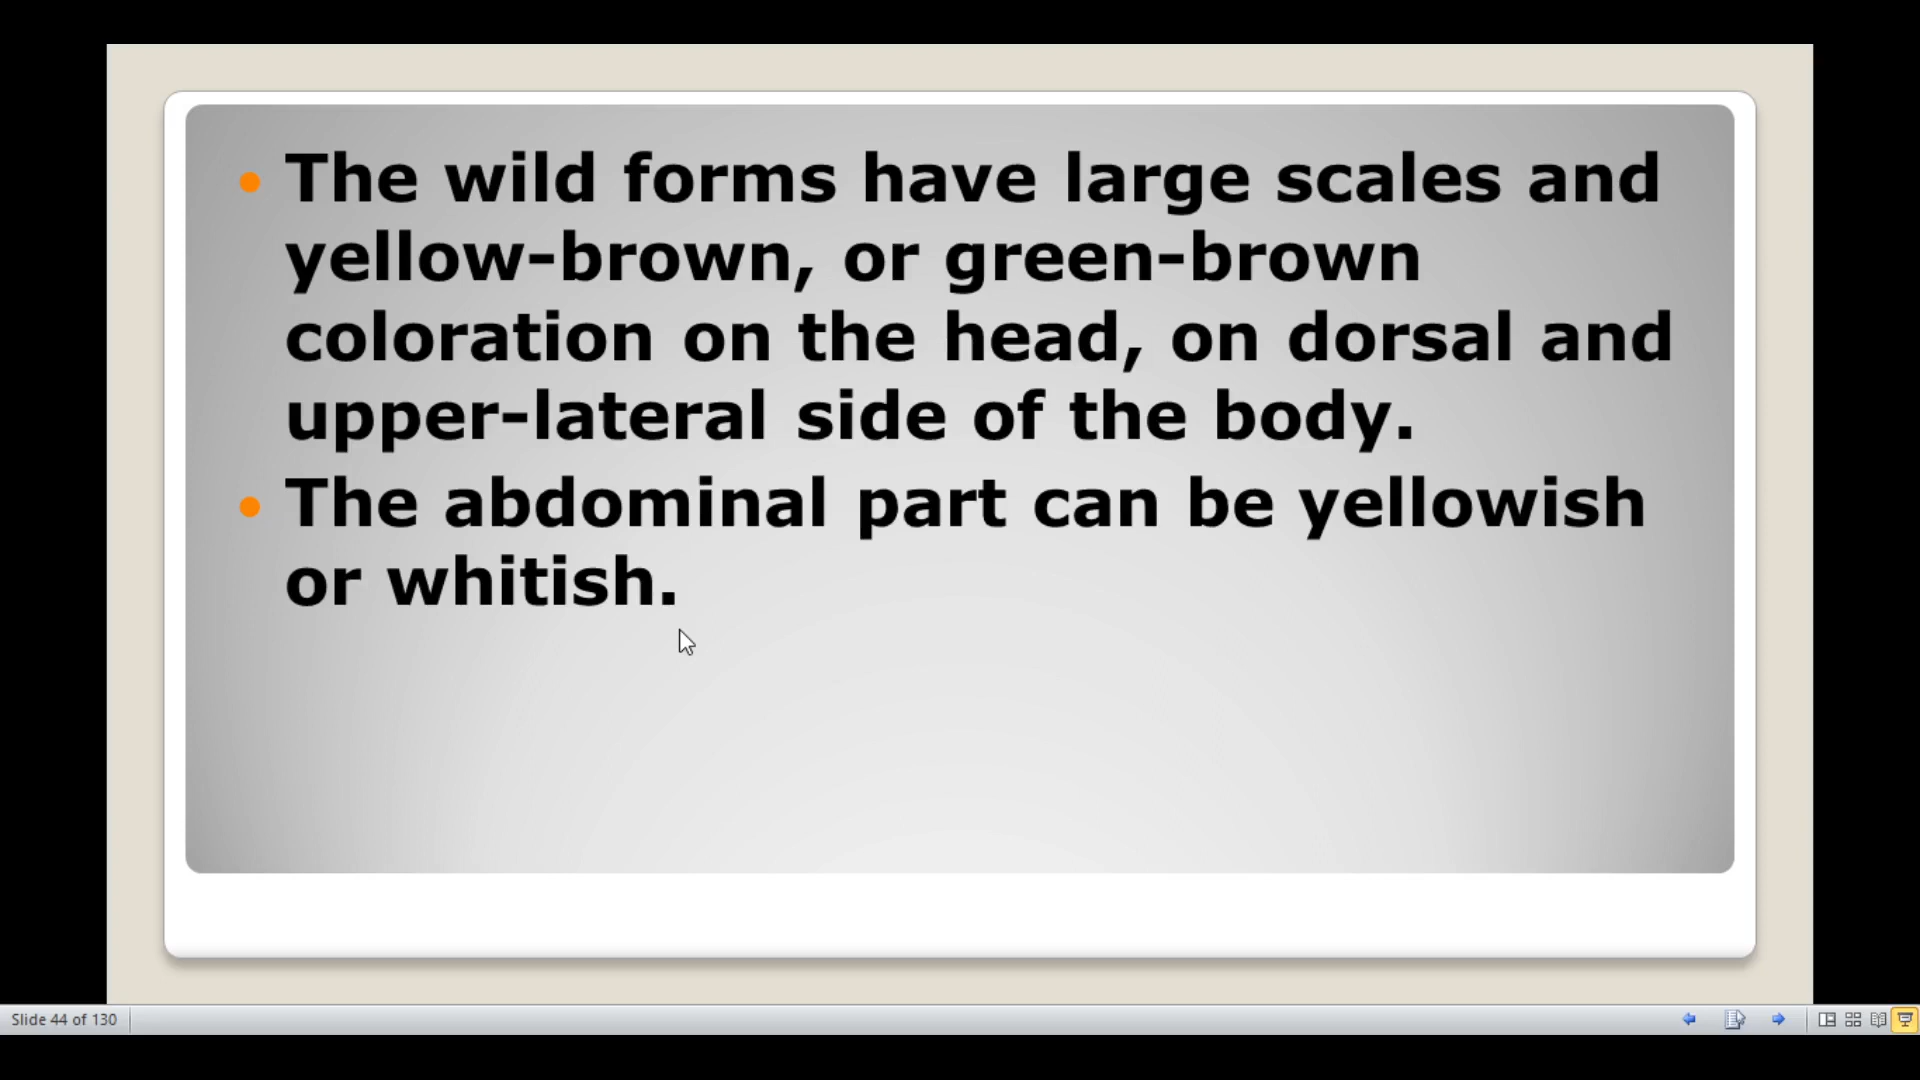 The wild forms have large scales and
yellow-brown, or green-brown
coloration on the head, on dorsal and
upper-lateral side of the body.
The abdominal part can be yellowish
or whitish.
Slide 44 of 130